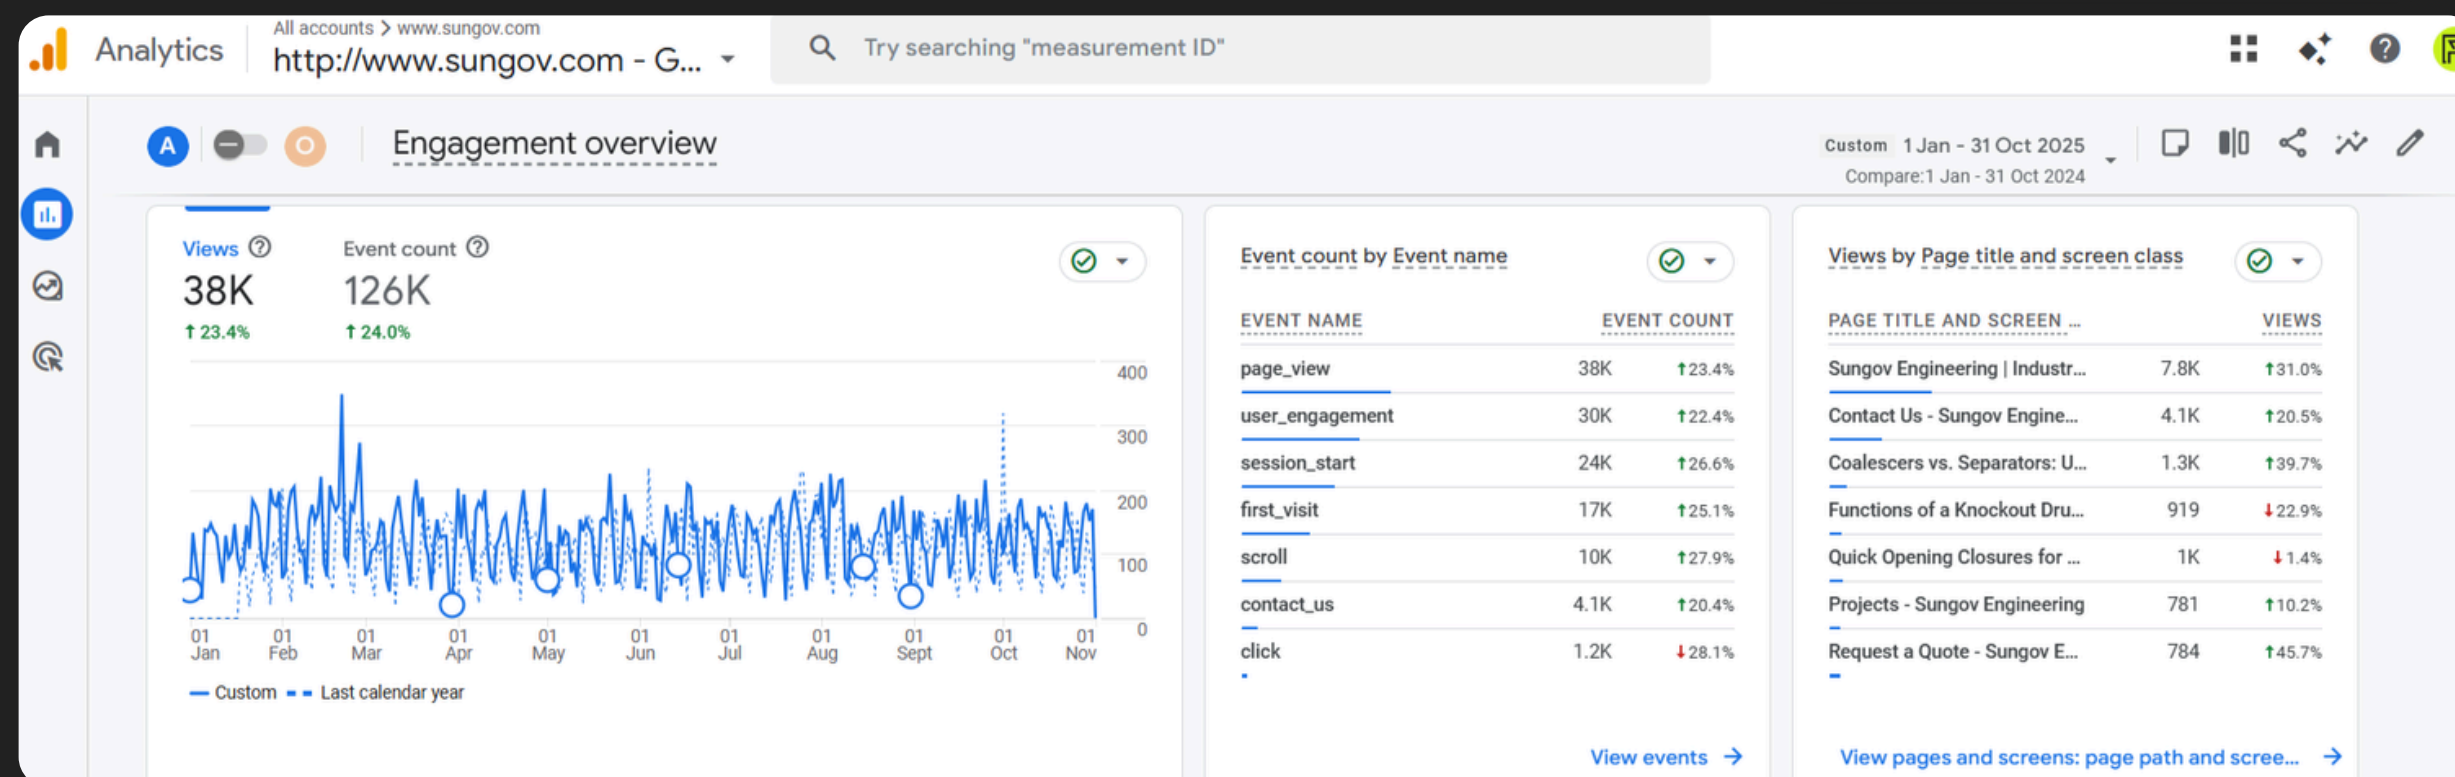 All accounts > www.sungov.com
Analytics
http://www.sungov.com - G...
Try searching "measurement ID"
A
O
Engagement overview
Custom 1 Jan - 31 Oct 2025
Compare:1 Jan - 31 Oct 2024
Views
Event count
38K
126K
↑ 23.4%
↑ 24.0%
400
300
200
100
0
01 Jan
01 Feb
01 Mar
01 Apr
01 May
01 Jun
01 Jul
01 Aug
01 Sept
01 Oct
01 Nov
Custom
Last calendar year
Event count by Event name
EVENT NAME EVENT COUNT
page_view 38K ↑23.4%
user_engagement 30K ↑22.4%
session_start 24K ↑26.6%
first_visit 17K ↑25.1%
scroll 10K ↑27.9%
contact_us 4.1K ↑20.4%
click 1.2K ↓28.1%
View events →
Views by Page title and screen class
PAGE TITLE AND SCREEN ... VIEWS
Sungov Engineering | Industr... 7.8K ↑31.0%
Contact Us - Sungov Engine... 4.1K ↑20.5%
Coalescers vs. Separators: U... 1.3K ↑39.7%
Functions of a Knockout Dru... 919 ↓22.9%
Quick Opening Closures for ... 1K ↓1.4%
Projects - Sungov Engineering 781 ↑10.2%
Request a Quote - Sungov E... 784 ↑45.7%
View pages and screens: page path and scree... →